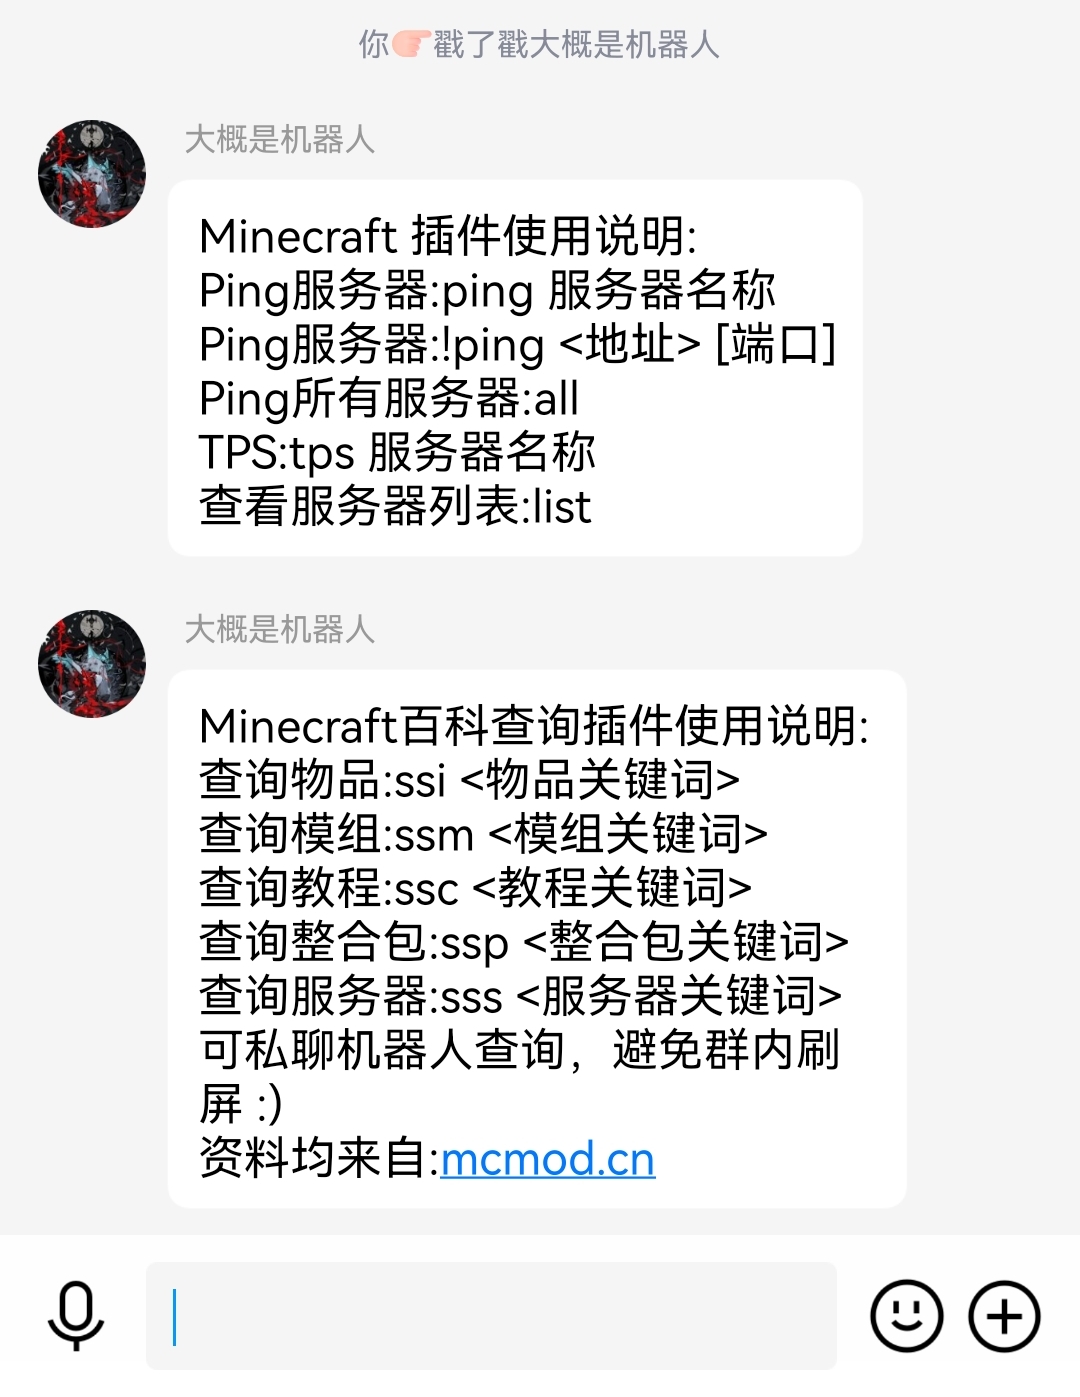 你👉戳了戳大概是机器人
大概是机器人
Minecraft 插件使用说明:
Ping服务器:ping 服务器名称
Ping服务器:!ping <地址> [端口]
Ping所有服务器:all
TPS:tps 服务器名称
查看服务器列表:list
大概是机器人
Minecraft百科查询插件使用说明:
查询物品:ssi <物品关键词>
查询模组:ssm <模组关键词>
查询教程:ssc <教程关键词>
查询整合包:ssp <整合包关键词>
查询服务器:sss <服务器关键词>
可私聊机器人查询，避免群内刷
屏 :)
资料均来自:mcmod.cn